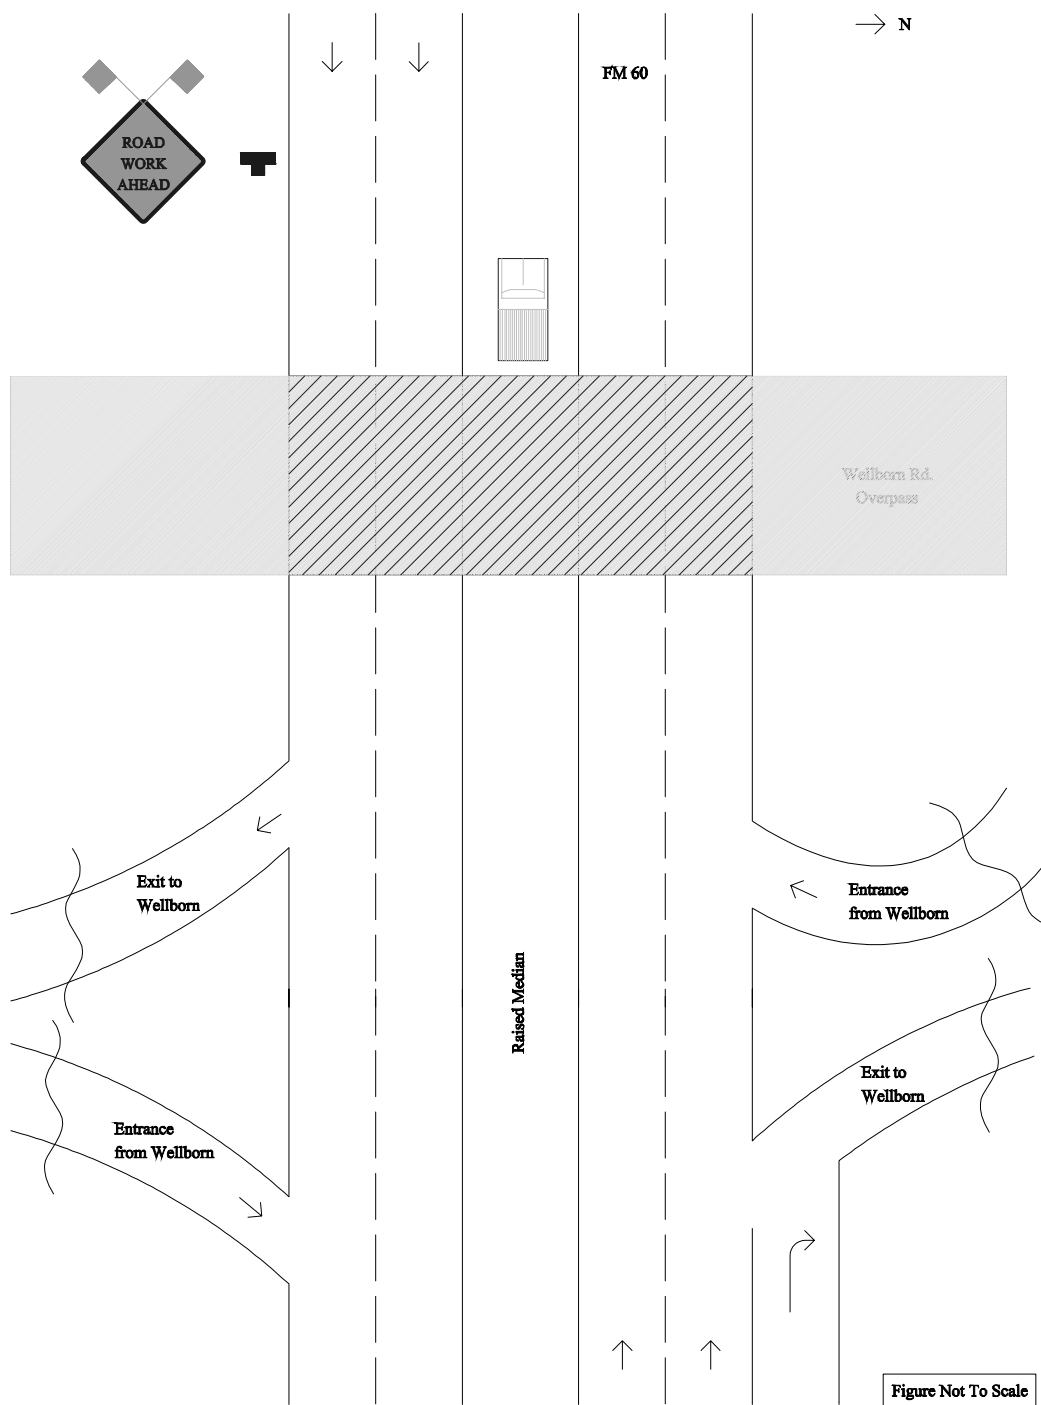 N
FM 60
ROAD
WORK
AHEAD
Wellborn Rd.
Overpass
Exit to
Wellborn
Entrance
from Wellborn
Raised Median
Exit to
Wellborn
Entrance
from Wellborn
Figure Not To Scale